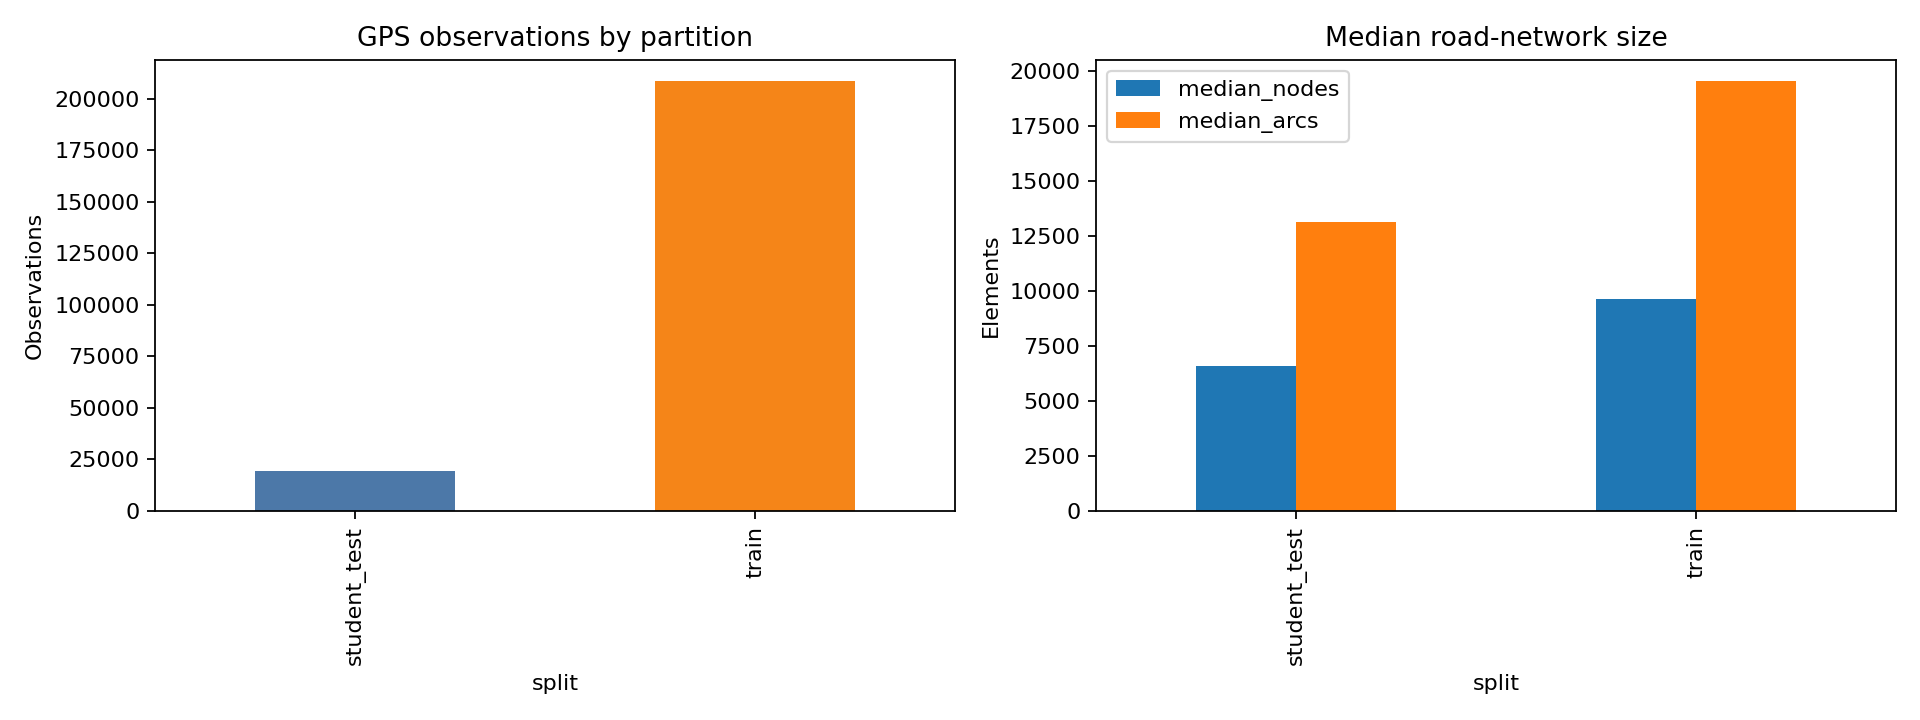 GPS observations by partition
Observations
200000
175000
150000
125000
100000
75000
50000
25000
0
student_test
train
split
Median road-network size
median_nodes
median_arcs
Elements
20000
17500
15000
12500
10000
7500
5000
2500
0
student_test
train
split